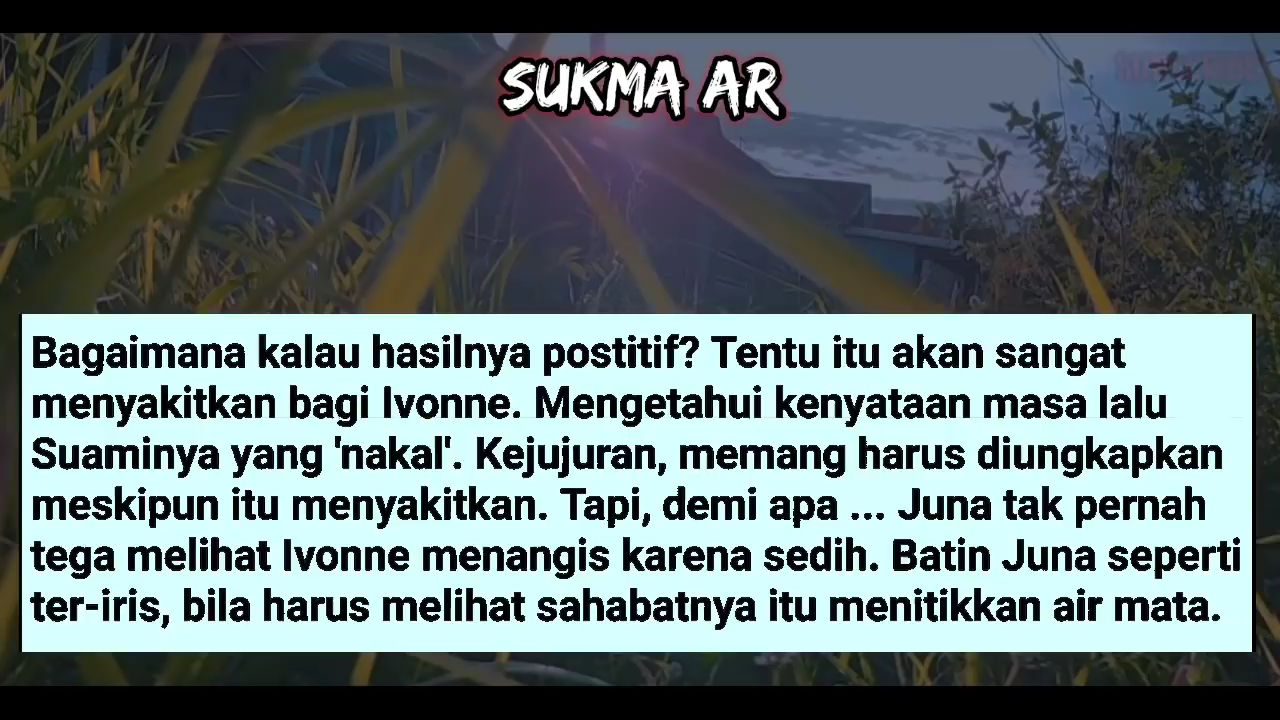 SUKMA AR
Bagaimana kalau hasilnya postitif? Tentu itu akan sangat
menyakitkan bagi Ivonne. Mengetahui kenyataan masa lalu
Suaminya yang 'nakal'. Kejujuran, memang harus diungkapkan
meskipun itu menyakitkan. Tapi, demi apa ... Juna tak pernah
tega melihat Ivonne menangis karena sedih. Batin Juna seperti
ter-iris, bila harus melihat sahabatnya itu menitikkan air mata.